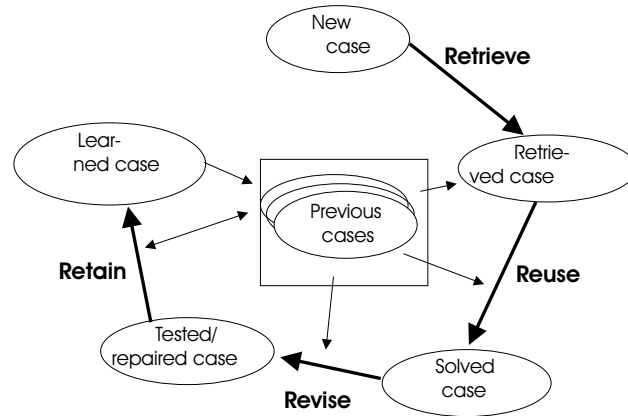 New
case
Retrieve
Lear-
ned case
Retrie-
ved case
Previous
cases
Retain
Reuse
Tested/
repaired case
Solved
case
Revise